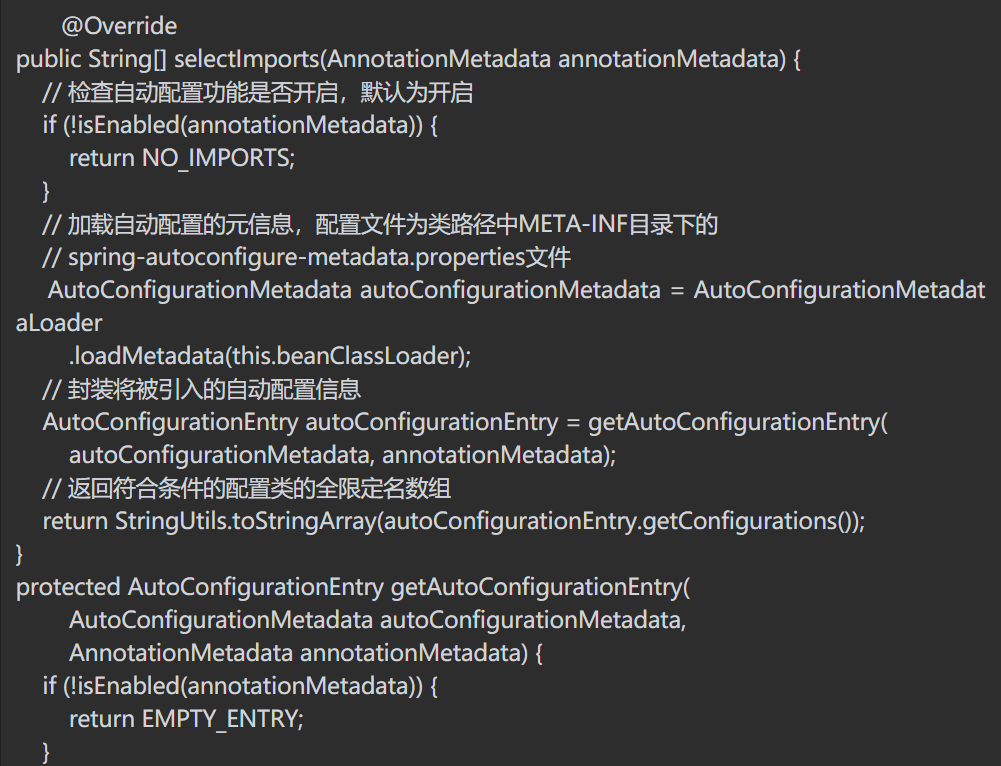 @Override
public String[] selectImports(AnnotationMetadata annotationMetadata) {
// 检查自动配置功能是否开启，默认为开启
if (!isEnabled(annotationMetadata)) {
return NO_IMPORTS;
}
// 加载自动配置的元信息，配置文件为类路径中META-INF目录下的
// spring-autoconfigure-metadata.properties文件
AutoConfigurationMetadata autoConfigurationMetadata = AutoConfigurationMetadat
aLoader
.loadMetadata(this.beanClassLoader);
// 封装将被引入的自动配置信息
AutoConfigurationEntry autoConfigurationEntry = getAutoConfigurationEntry(
autoConfigurationMetadata, annotationMetadata);
// 返回符合条件的配置类的全限定名数组
return StringUtils.toStringArray(autoConfigurationEntry.getConfigurations());
}
protected AutoConfigurationEntry getAutoConfigurationEntry(
AutoConfigurationMetadata autoConfigurationMetadata,
AnnotationMetadata annotationMetadata) {
if (!isEnabled(annotationMetadata)) {
return EMPTY_ENTRY;
}